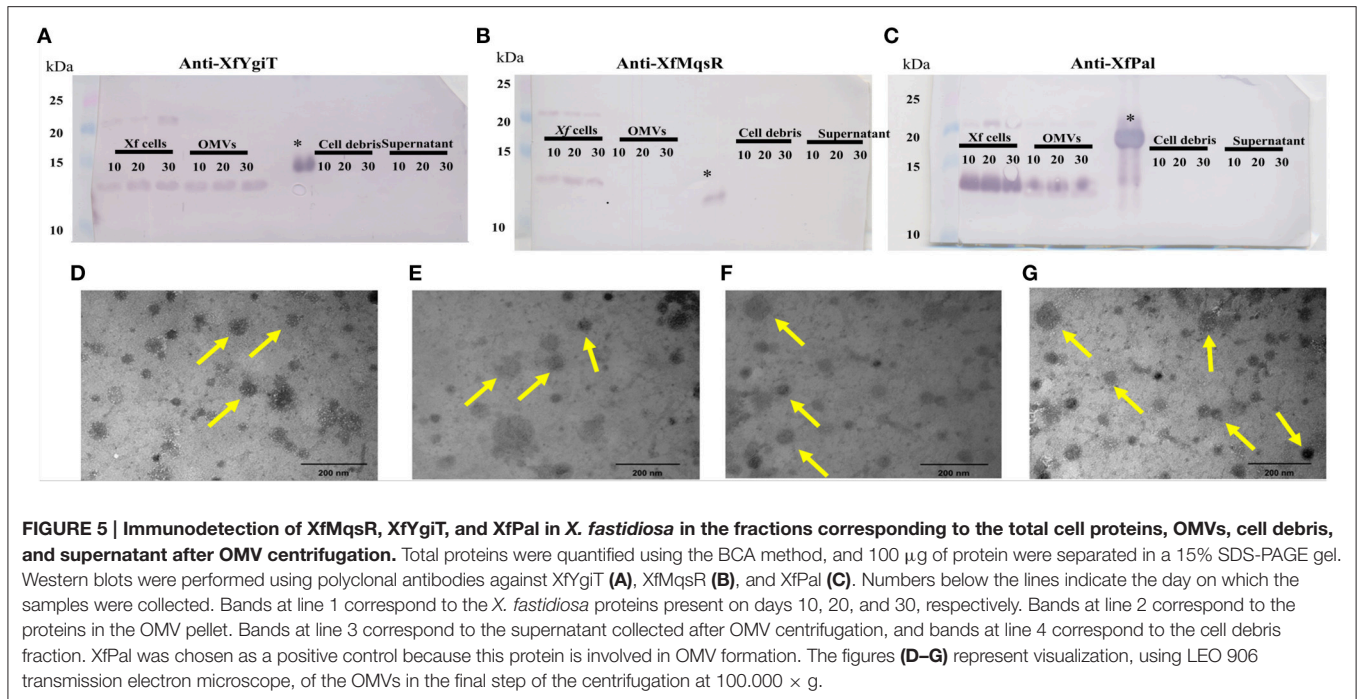 A
B
C
Anti-XfYgiT
Anti-XfMqsR
Anti-XfPal
kDa
25
20
15
10
Xf cells
OMVs
*
Cell debris
Supernatant
10 20 30
10 20 30
10 20 30
10 20 30
kDa
25
20
15
10
Xf cells
OMVs
*
Cell debris
Supernatant
10 20 30
10 20 30
10 20 30
10 20 30
kDa
25
20
15
10
Xf cells
OMVs
*
Cell debris
Supernatant
10 20 30
10 20 30
10 20 30
10 20 30
D
E
F
G
200 nm
200 nm
200 nm
200 nm
FIGURE 5 | Immunodetection of XfMqsR, XfYgiT, and XfPal in X. fastidiosa in the fractions corresponding to the total cell proteins, OMVs, cell debris,
and supernatant after OMV centrifugation. Total proteins were quantified using the BCA method, and 100 μg of protein were separated in a 15% SDS-PAGE gel.
Western blots were performed using polyclonal antibodies against XfYgiT (A), XfMqsR (B), and XfPal (C). Numbers below the lines indicate the day on which the
samples were collected. Bands at line 1 correspond to the X. fastidiosa proteins present on days 10, 20, and 30, respectively. Bands at line 2 correspond to the
proteins in the OMV pellet. Bands at line 3 correspond to the supernatant collected after OMV centrifugation, and bands at line 4 correspond to the cell debris
fraction. XfPal was chosen as a positive control because this protein is involved in OMV formation. The figures (D–G) represent visualization, using LEO 906
transmission electron microscope, of the OMVs in the final step of the centrifugation at 100.000 × g.